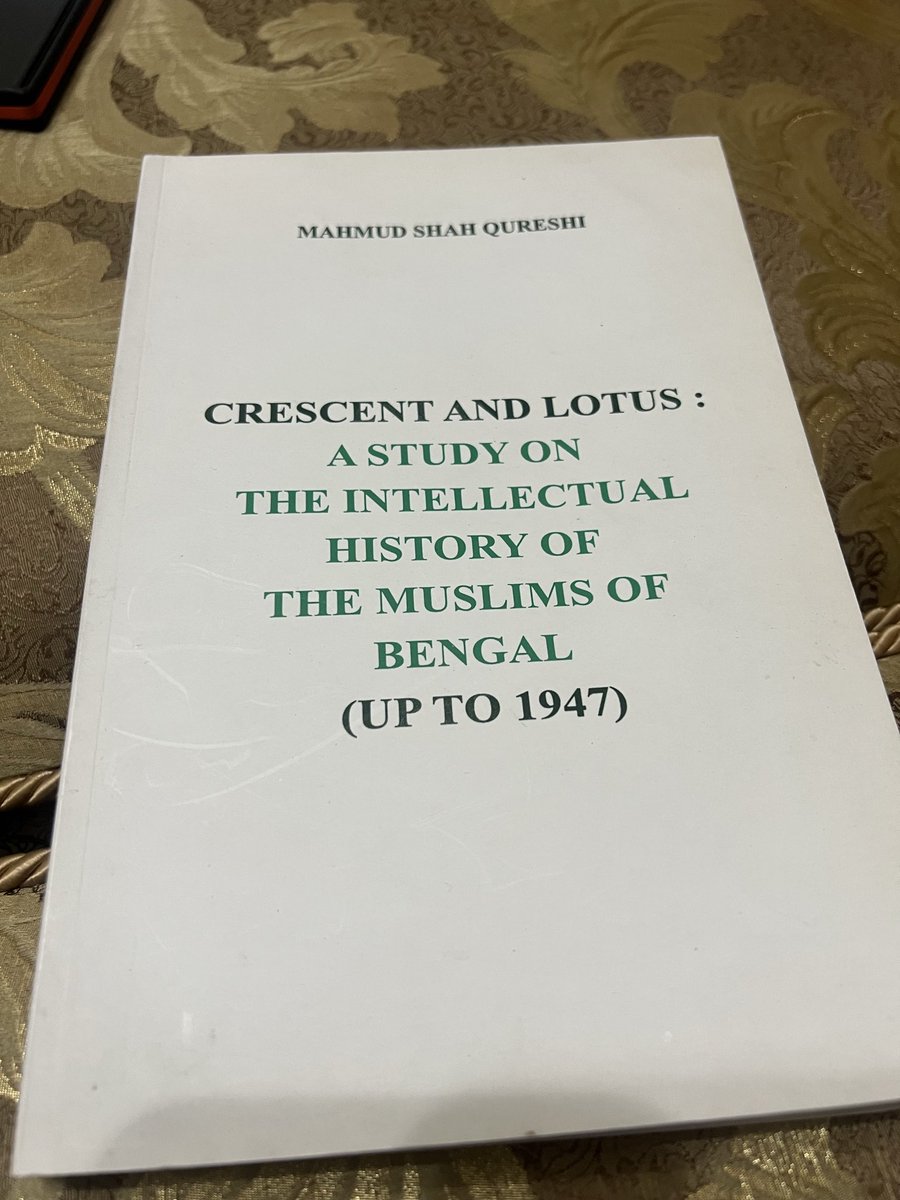 MAHMUD SHAH QURESHI
CRESCENT AND LOTUS :
A STUDY ON
THE INTELLECTUAL
HISTORY OF
THE MUSLIMS OF
BENGAL
(UP TO 1947)